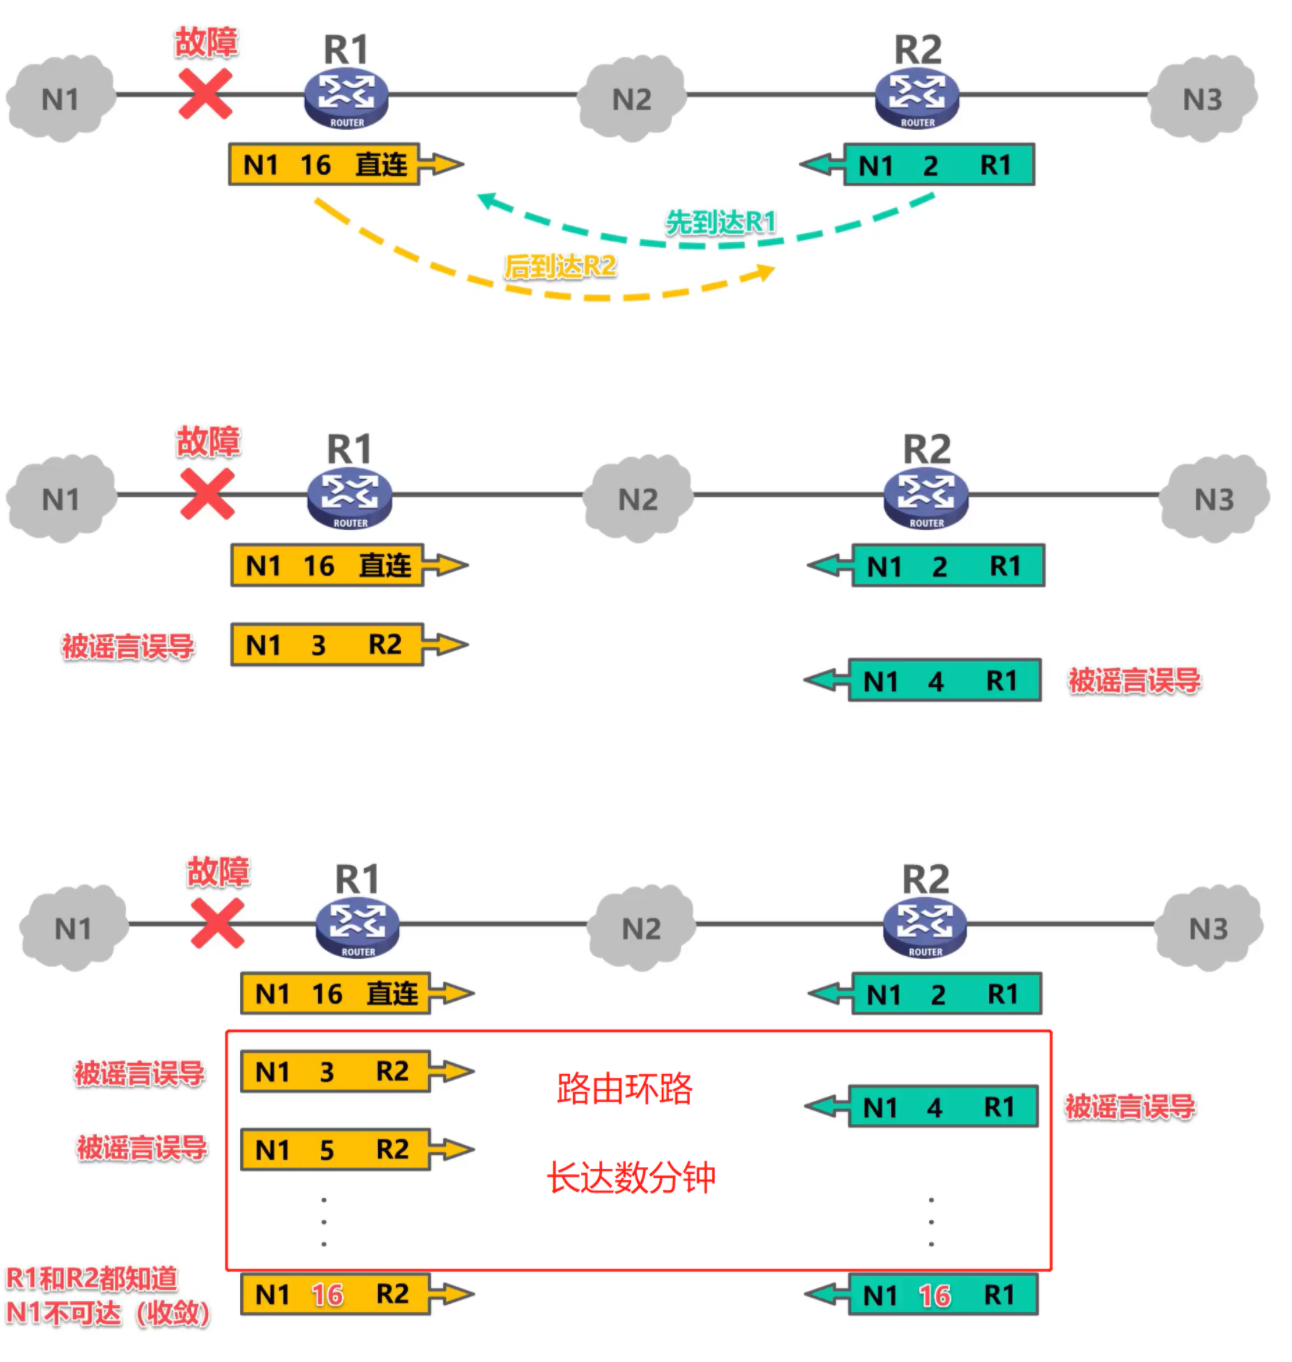 故障
R1
R2
N1
N2
N3
ROUTER
ROUTER
N1 16 直连
N1 2 R1
先到达R1
后到达R2
故障
R1
R2
N1
N2
N3
ROUTER
ROUTER
N1 16 直连
N1 2 R1
被谣言误导
N1 3 R2
N1 4 R1
被谣言误导
故障
R1
R2
N1
N2
N3
ROUTER
ROUTER
N1 16 直连
N1 2 R1
被谣言误导
N1 3 R2
路由环路
N1 4 R1
被谣言误导
被谣言误导
N1 5 R2
长达数分钟
R1和R2都知道
N1不可达（收敛）
N1 16 R2
N1 16 R1